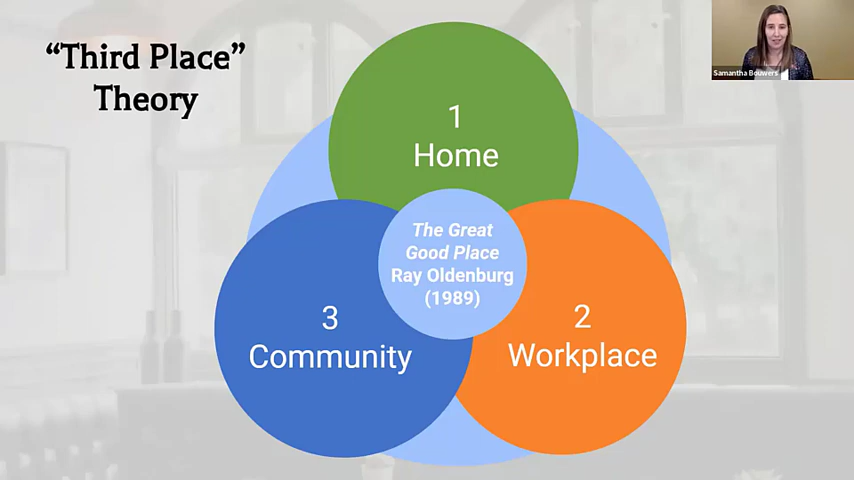 “Third Place”
Theory
Samantha Bouwers
1
Home
The Great
Good Place
Ray Oldenburg
(1989)
3
Community
2
Workplace